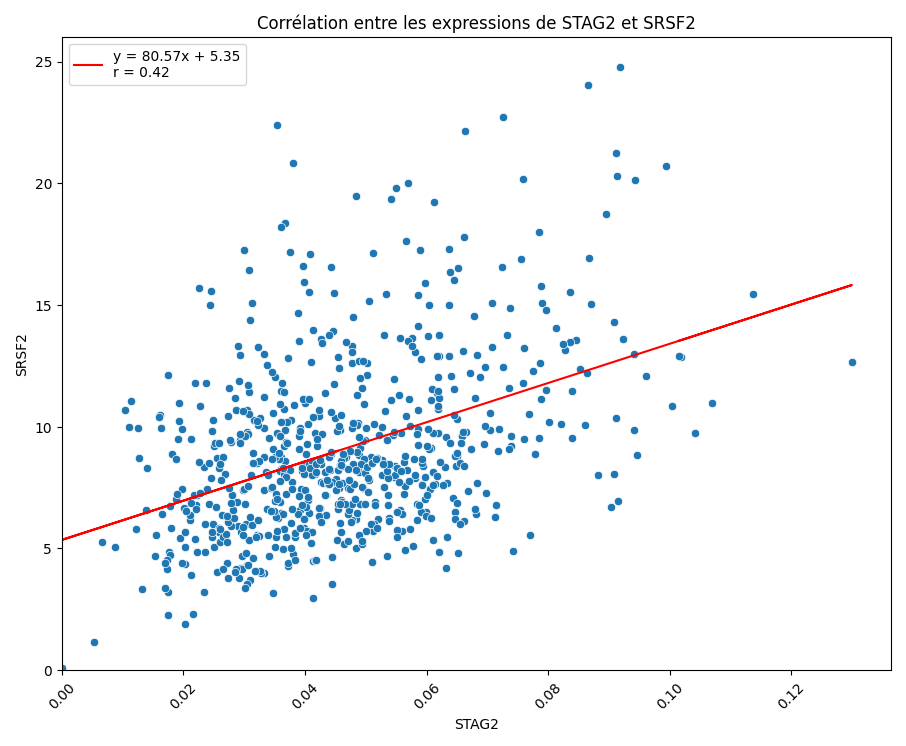 Corrélation entre les expressions de STAG2 et SRSF2
y = 80.57x + 5.35
r = 0.42
25
20
15
10
5
0
SRSF2
0.00
0.02
0.04
0.06
0.08
0.10
0.12
STAG2